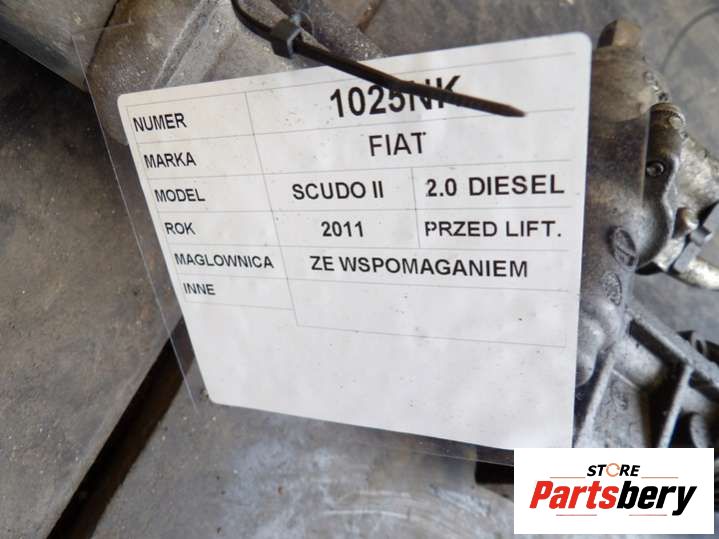 NUMER 1025NK
MARKA FIAT
MODEL SCUDO II 2.0 DIESEL
ROK 2011 PRZED LIFT.
MAGLOWNICA ZE WSPOMAGANIEM
INNE
STORE
Partsbery